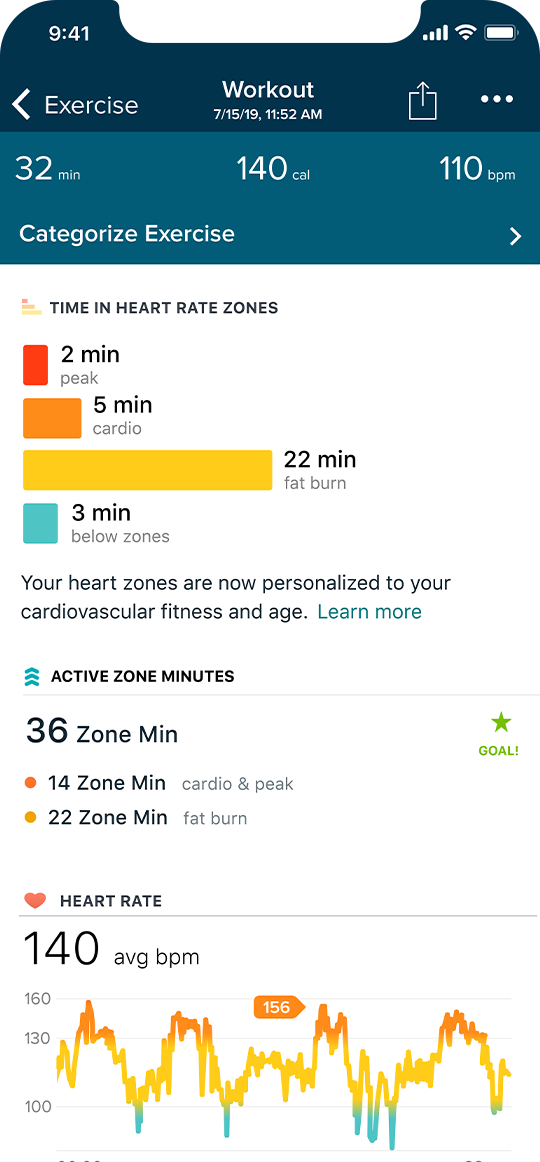 9:41
Exercise
Workout
7/15/19, 11:52 AM
32 min
140 cal
110 bpm
Categorize Exercise
TIME IN HEART RATE ZONES
2 min
peak
5 min
cardio
22 min
fat burn
3 min
below zones
Your heart zones are now personalized to your
cardiovascular fitness and age. Learn more
ACTIVE ZONE MINUTES
36 Zone Min
GOAL!
14 Zone Min cardio & peak
22 Zone Min fat burn
HEART RATE
140 avg bpm
160
156
130
100